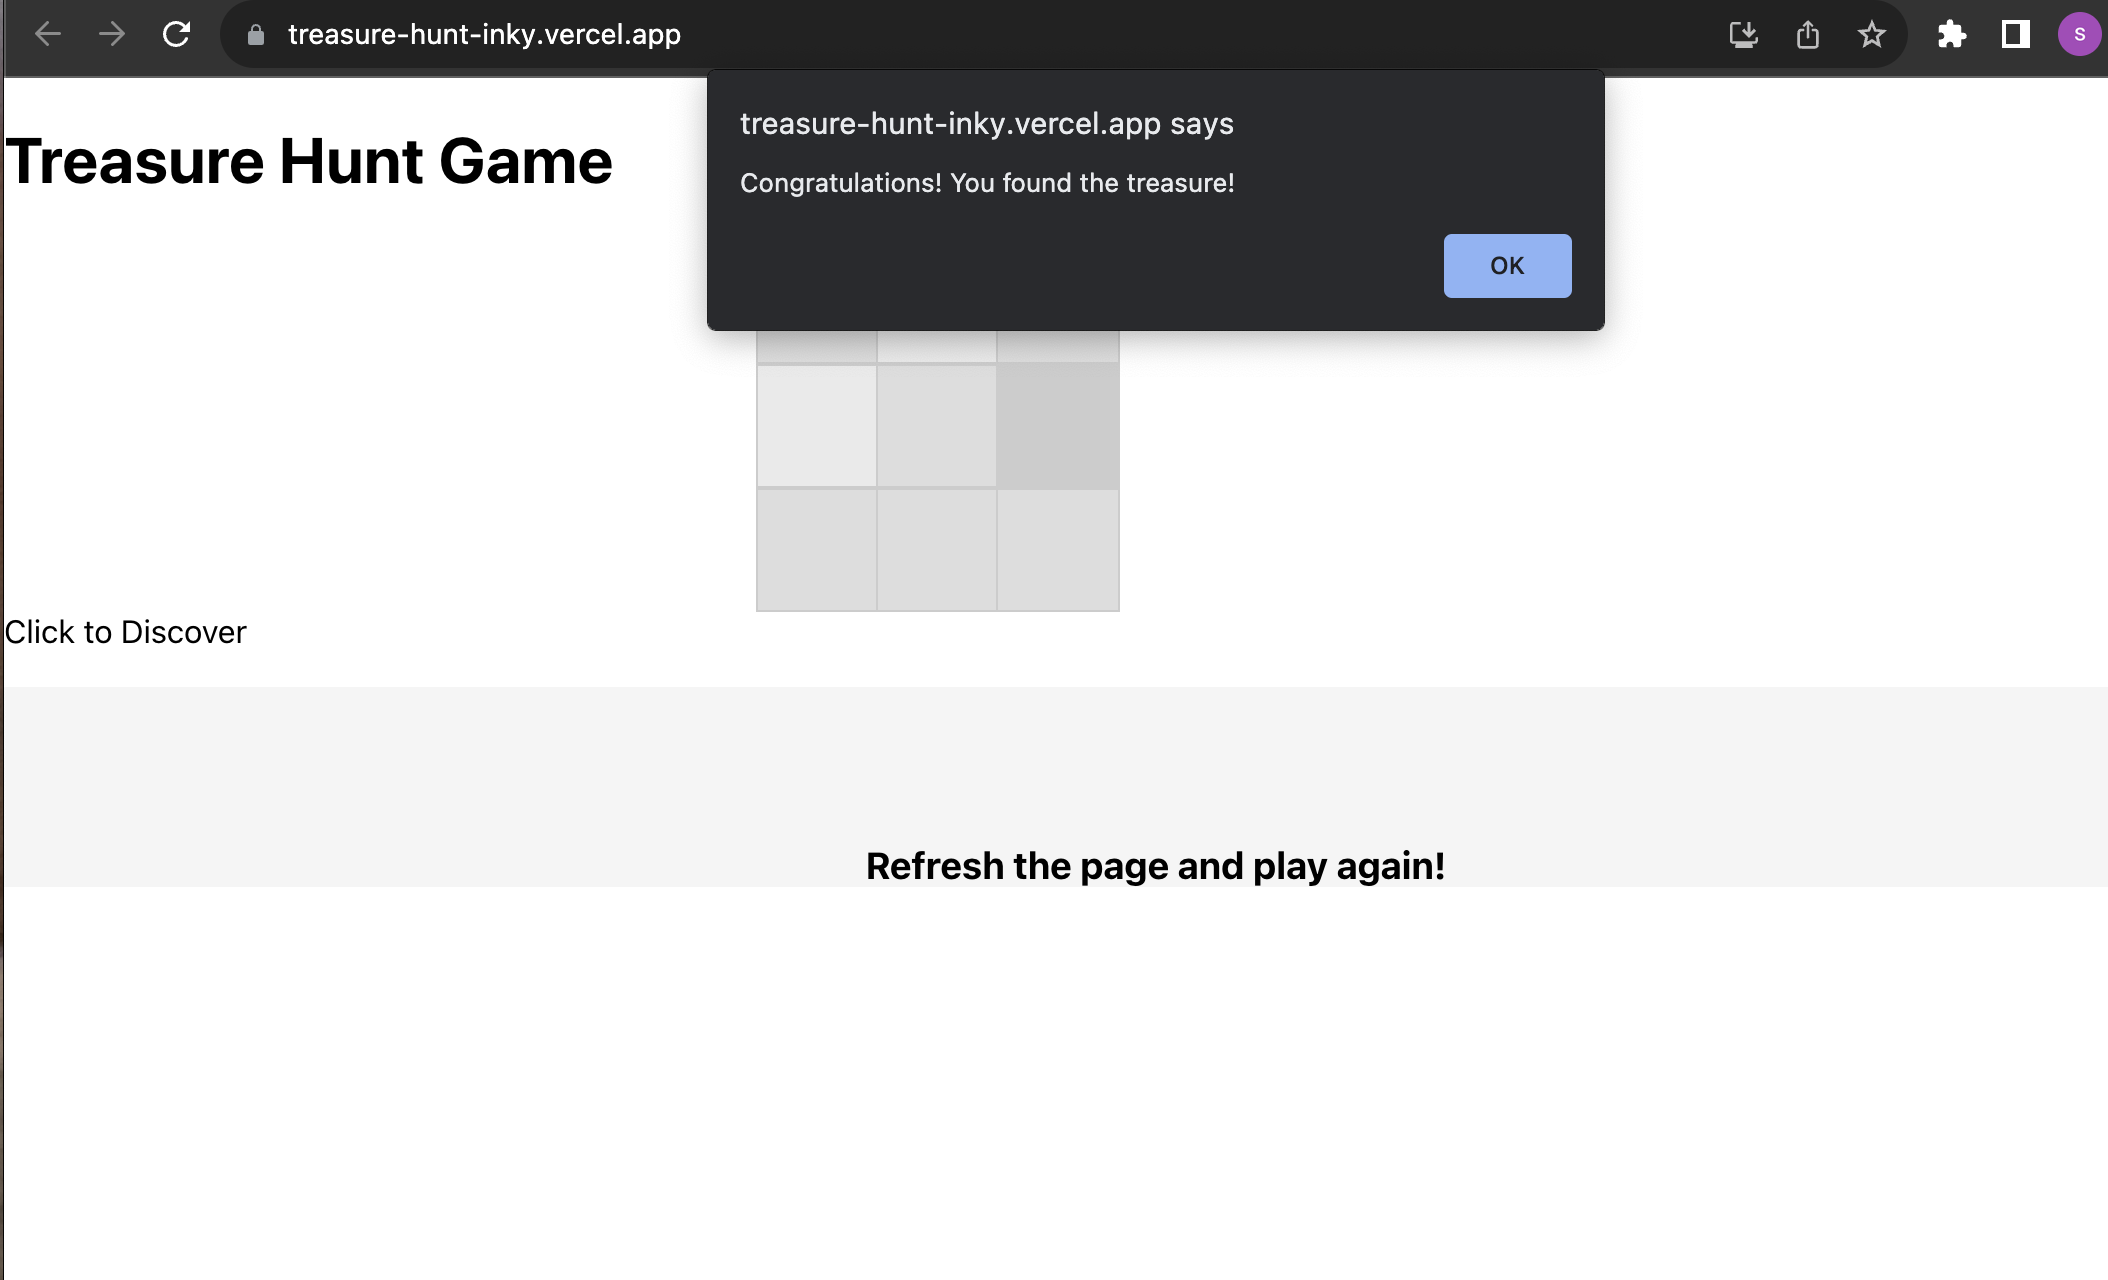 treasure-hunt-inky.vercel.app
S
treasure-hunt-inky.vercel.app says
Congratulations! You found the treasure!
OK
Treasure Hunt Game
Click to Discover
Refresh the page and play again!